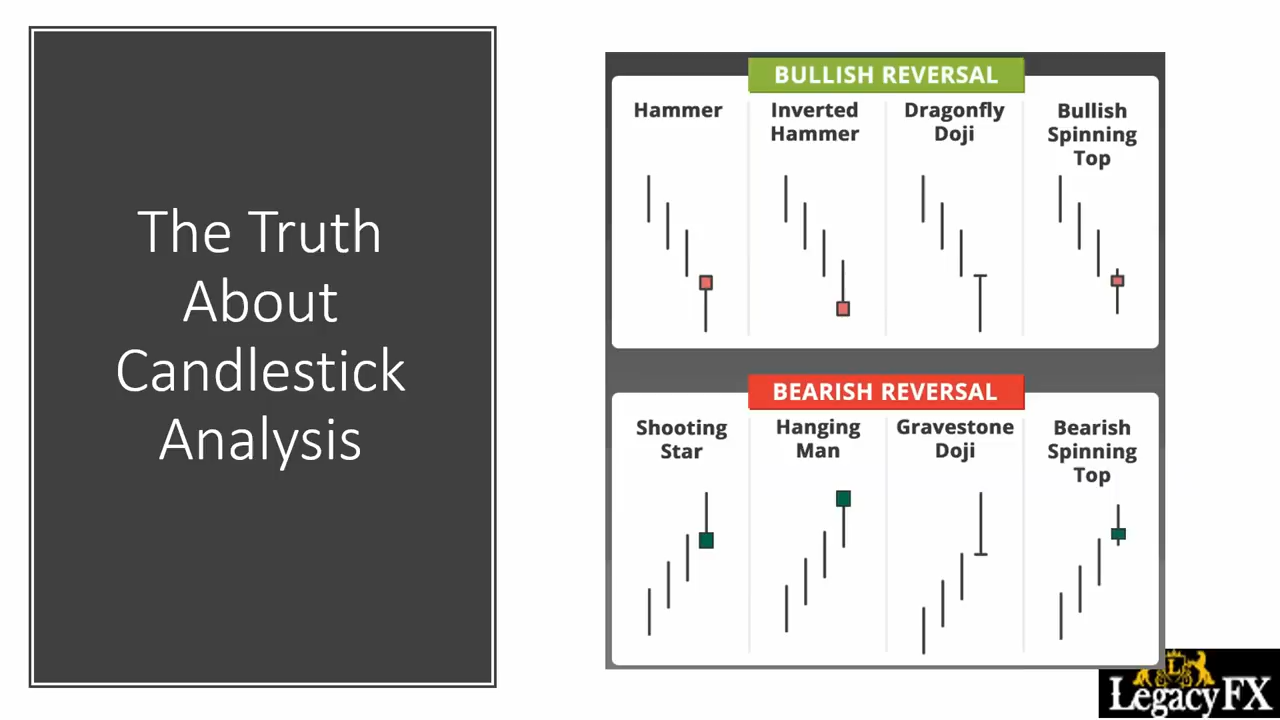 The Truth
About
Candlestick
Analysis
BULLISH REVERSAL
Hammer
Inverted
Hammer
Dragonfly
Doji
Bullish
Spinning
Top
BEARISH REVERSAL
Shooting
Star
Hanging
Man
Gravestone
Doji
Bearish
Spinning
Top
L
LegacyFX